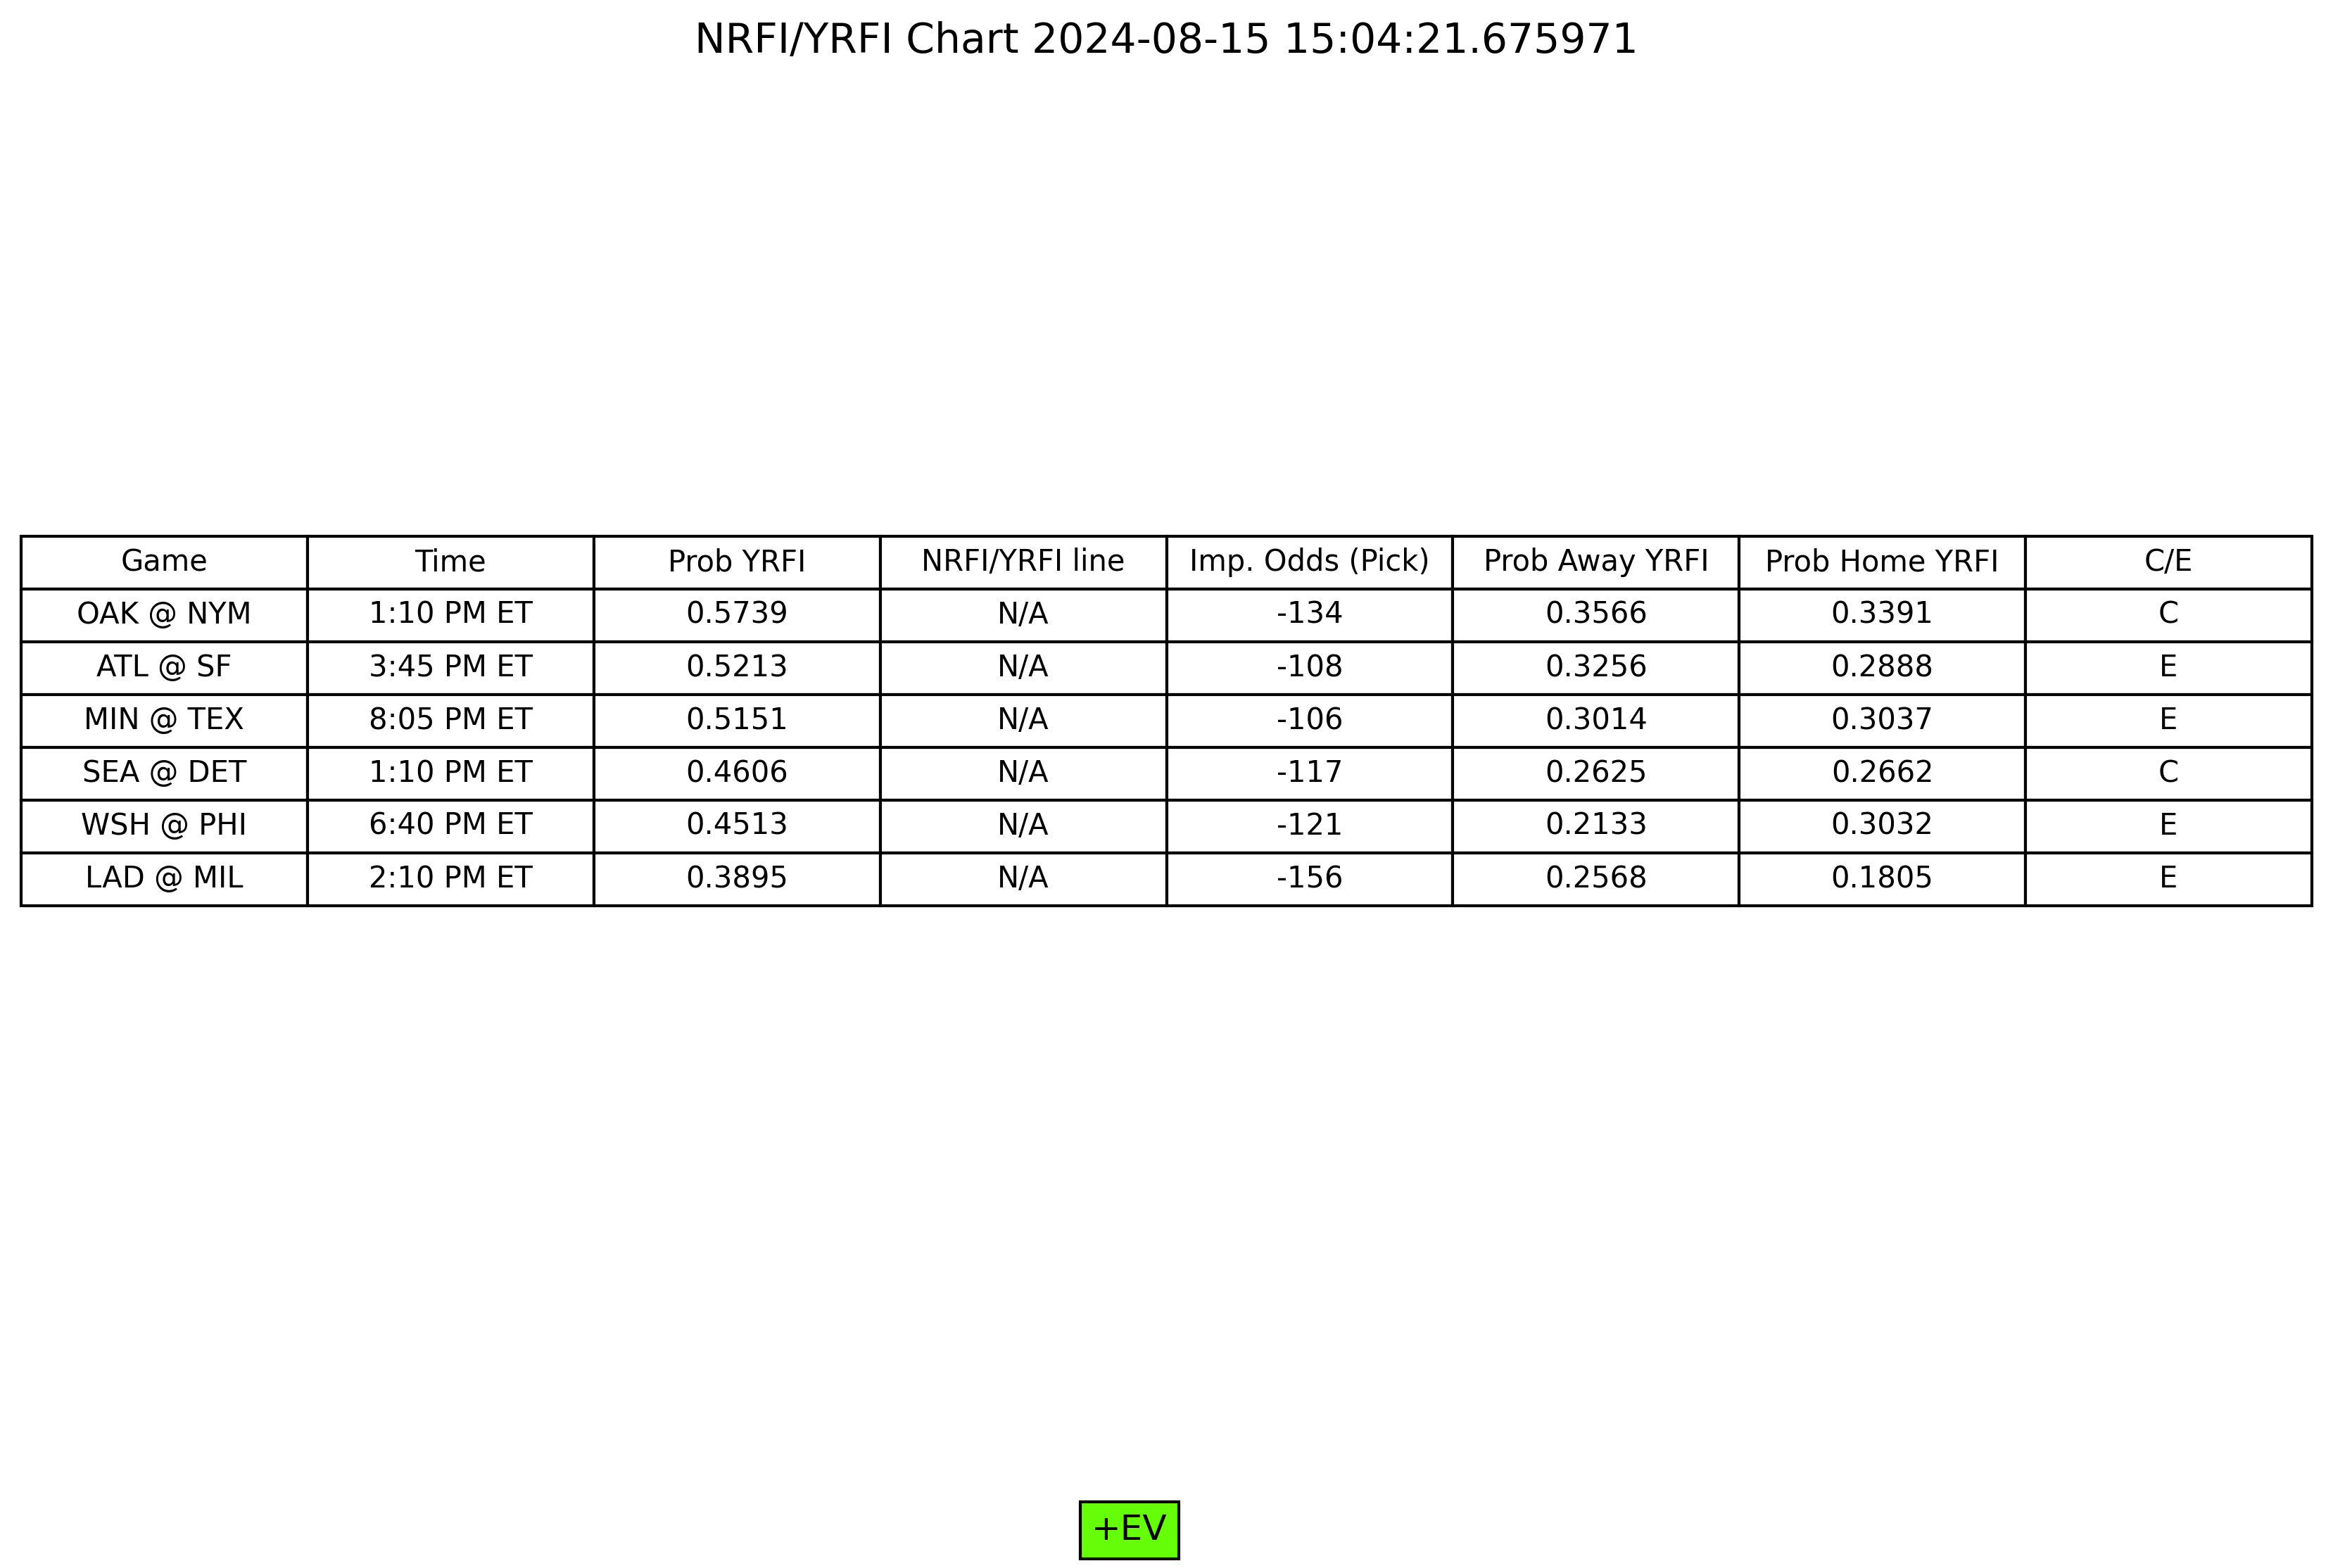 NRFI/YRFI Chart 2024-08-15 15:04:21.675971
Game Time Prob YRFI NRFI/YRFI line Imp. Odds (Pick) Prob Away YRFI Prob Home YRFI C/E
OAK @ NYM 1:10 PM ET 0.5739 N/A -134 0.3566 0.3391 C
ATL @ SF 3:45 PM ET 0.5213 N/A -108 0.3256 0.2888 E
MIN @ TEX 8:05 PM ET 0.5151 N/A -106 0.3014 0.3037 E
SEA @ DET 1:10 PM ET 0.4606 N/A -117 0.2625 0.2662 C
WSH @ PHI 6:40 PM ET 0.4513 N/A -121 0.2133 0.3032 E
LAD @ MIL 2:10 PM ET 0.3895 N/A -156 0.2568 0.1805 E
+EV